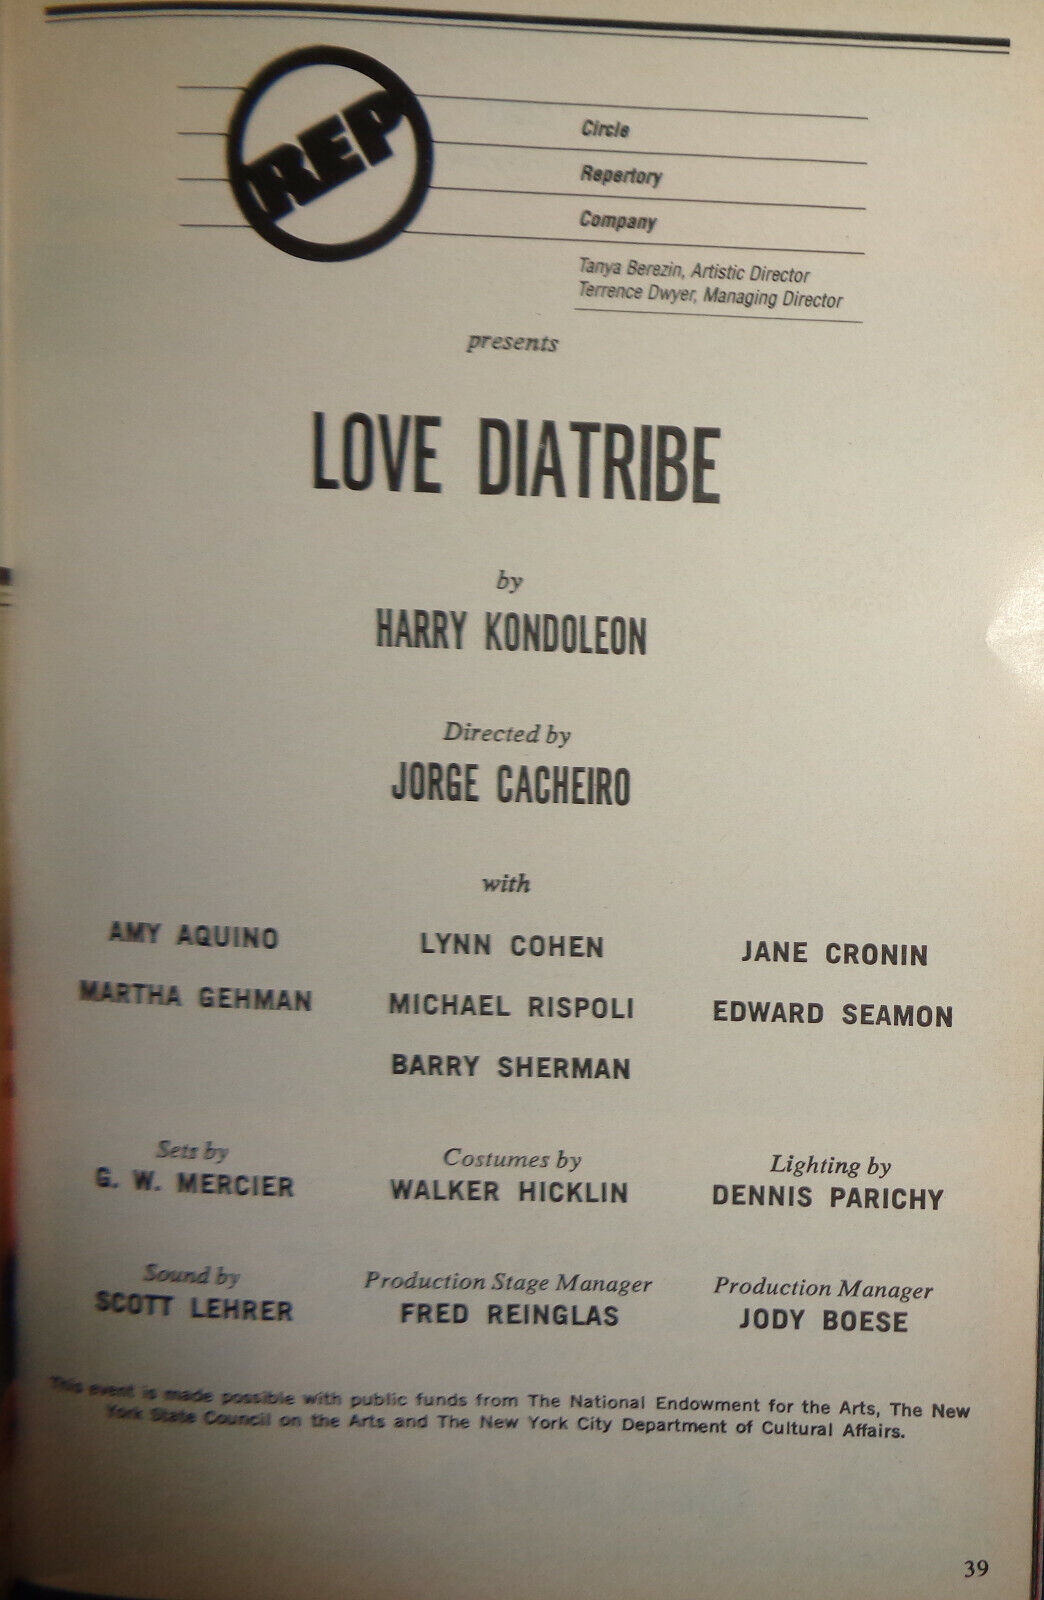 REP
Circle
Repertory
Company
Tanya Berezin, Artistic Director
Terrence Dwyer, Managing Director
presents
LOVE DIATRIBE
by
HARRY KONDOLEON
Directed by
JORGE CACHEIRO
with
AMY AQUINO LYNN COHEN JANE CRONIN
MARTHA GEHMAN MICHAEL RISPOLI EDWARD SEAMON
BARRY SHERMAN
Sets by Costumes by Lighting by
G. W. MERCIER WALKER HICKLIN DENNIS PARICHY
Sound by Production Stage Manager Production Manager
SCOTT LEHRER FRED REINGLAS JODY BOESE
This event is made possible with public funds from The National Endowment for the Arts, The New
York State Council on the Arts and The New York City Department of Cultural Affairs.
39